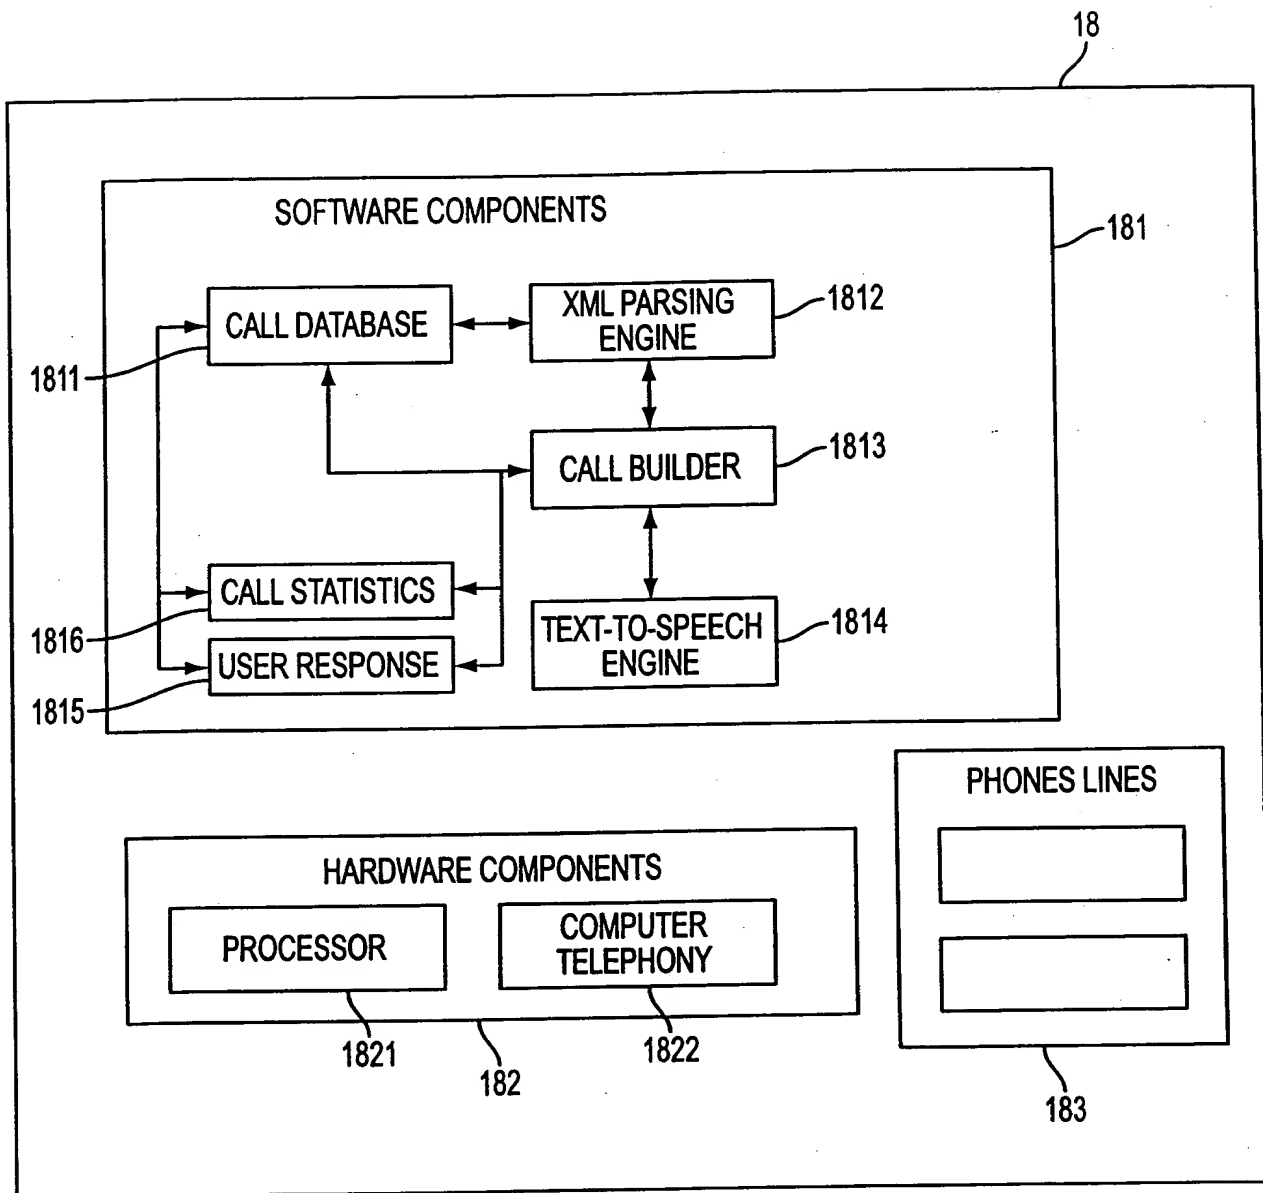 18
SOFTWARE COMPONENTS
181
CALL DATABASE
1811
XML PARSING
ENGINE
1812
CALL BUILDER
1813
CALL STATISTICS
1816
USER RESPONSE
1815
TEXT-TO-SPEECH
ENGINE
1814
HARDWARE COMPONENTS
PROCESSOR
1821
COMPUTER
TELEPHONY
1822
182
PHONES LINES
183